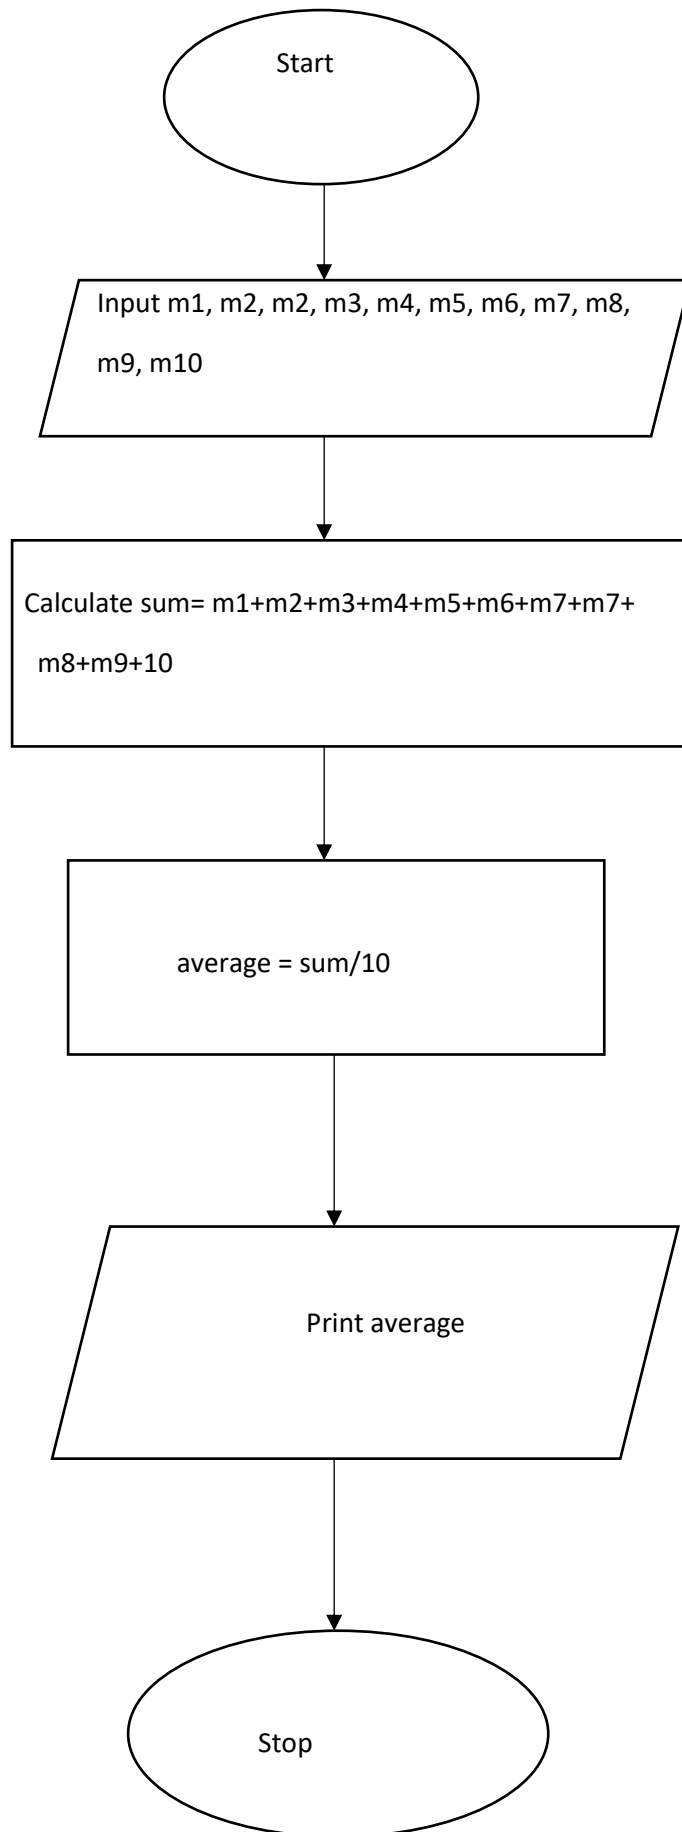 Start
Input m1, m2, m2, m3, m4, m5, m6, m7, m8,
m9, m10
Calculate sum= m1+m2+m3+m4+m5+m6+m7+m7+
m8+m9+10
average = sum/10
Print average
Stop